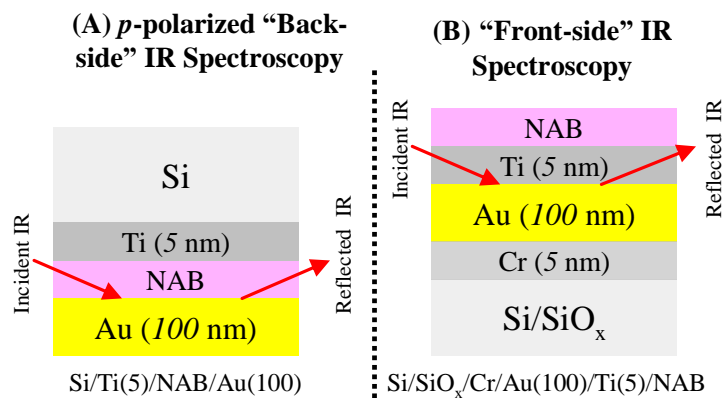 (A) p-polarized “Back-
side” IR Spectroscopy
Si
Ti (5 nm)
NAB
Au (100 nm)
Incident IR
Reflected IR
Si/Ti(5)/NAB/Au(100)
(B) “Front-side” IR
Spectroscopy
NAB
Ti (5 nm)
Au (100 nm)
Cr (5 nm)
Si/SiOx
Incident IR
Reflected IR
Si/SiOx/Cr/Au(100)/Ti(5)/NAB